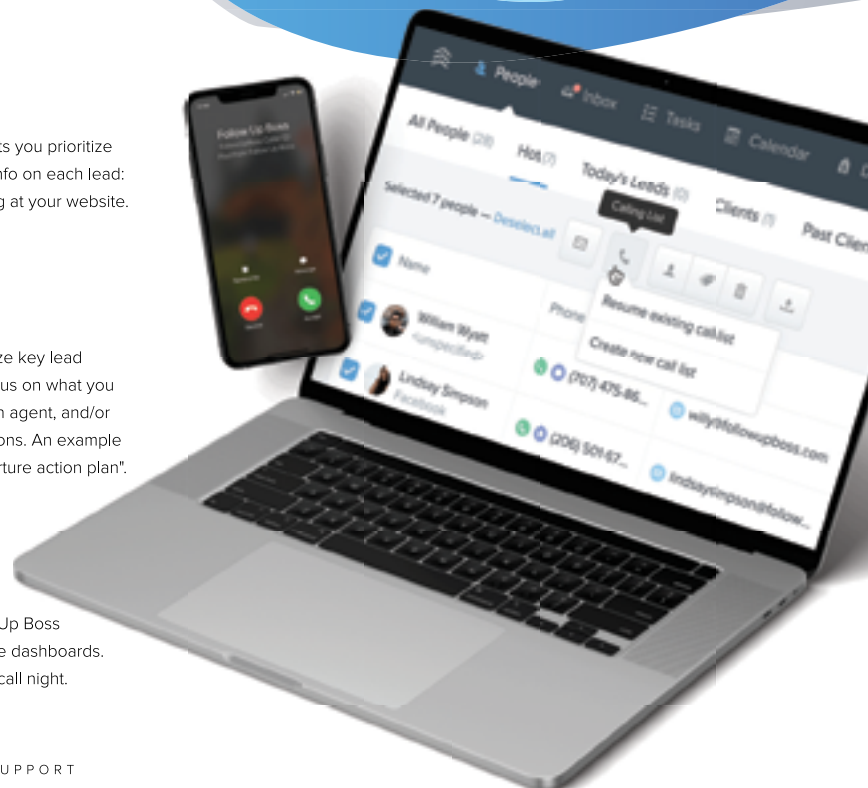 ts you prioritize
nfo on each lead:
g at your website.
ze key lead
us on what you
n agent, and/or
ons. An example
rture action plan".
Up Boss
e dashboards.
call night.
UPPORT
Follow Up Boss
People
Inbox
Tasks
Calendar
All People (28)
Hot (7)
Today's Leads (0)
Clients (1)
Past Clien
Calling List
Selected 7 people — Deselect all
Name
Phone
Resume existing call list
Create new call list
William Wyatt
<unspecified>
(707) 475-86...
willy@followupboss.com
Lindsay Simpson
Facebook
(206) 501-57...
lindsaysimpson@follow...